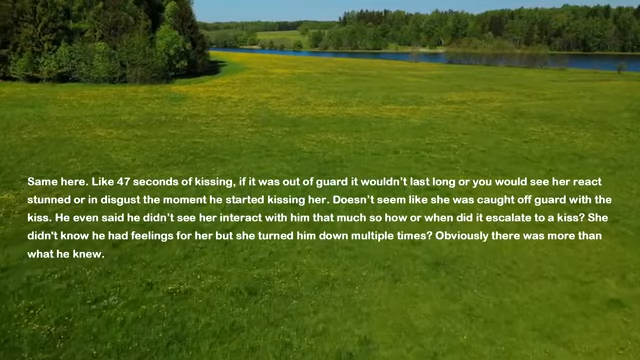 Same here. Like 47 seconds of kissing, if it was out of guard it wouldn't last long or you would see her react
stunned or in disgust the moment he started kissing her. Doesn't seem like she was caught off guard with the
kiss. He even said he didn't see her interact with him that much so how or when did it escalate to a kiss? She
didn't know he had feelings for her but she turned him down multiple times? Obviously there was more than
what he knew.